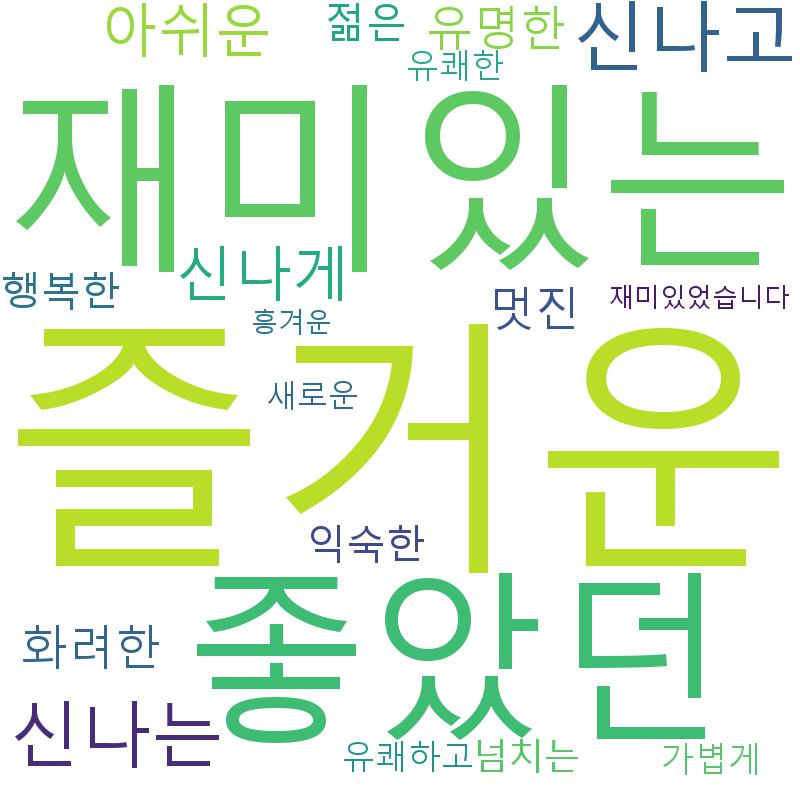 아쉬운 젊은 유명한 신나고
유쾌한
재미있는
행복한 신나게 멋진 재미있었습니다
흥겨운
즐거운
새로운
익숙한
좋았던
화려한
신나는
유쾌하고 넘치는 가볍게